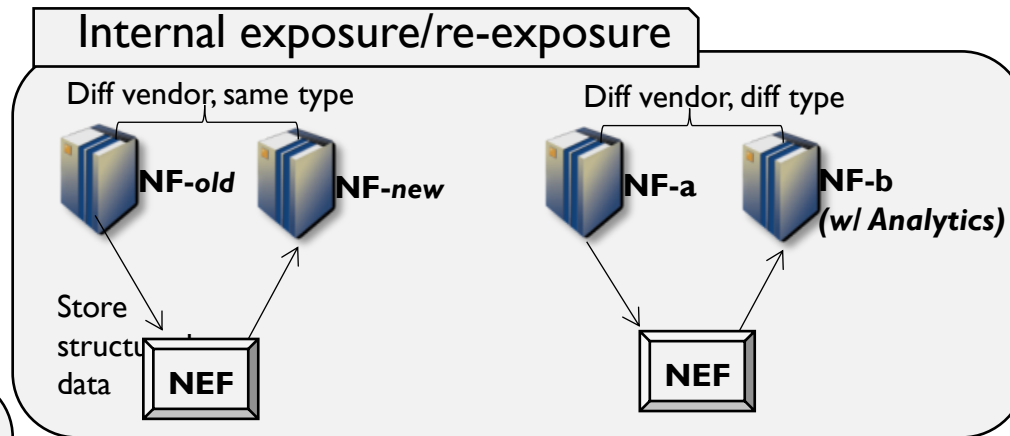 Internal exposure/re-exposure
Diff vendor, same type
NF-old
NF-new
Store
data
NEF
Diff vendor, diff type
NF-a
NF-b
(w/ Analytics)
NEF